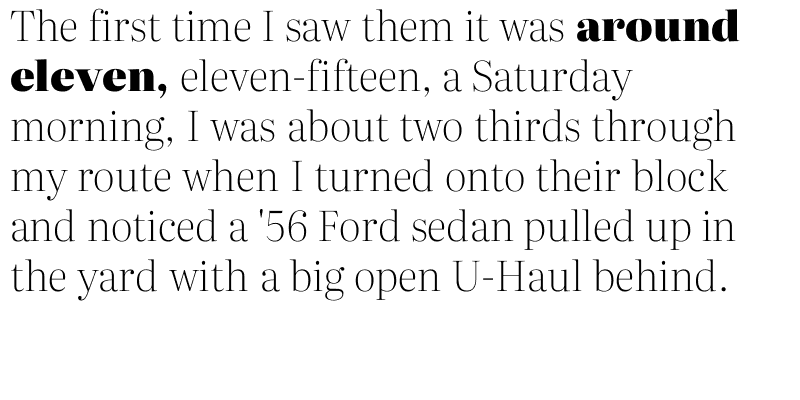 The first time I saw them it was around
eleven, eleven-fifteen, a Saturday
morning, I was about two thirds through
my route when I turned onto their block
and noticed a '56 Ford sedan pulled up in
the yard with a big open U-Haul behind.